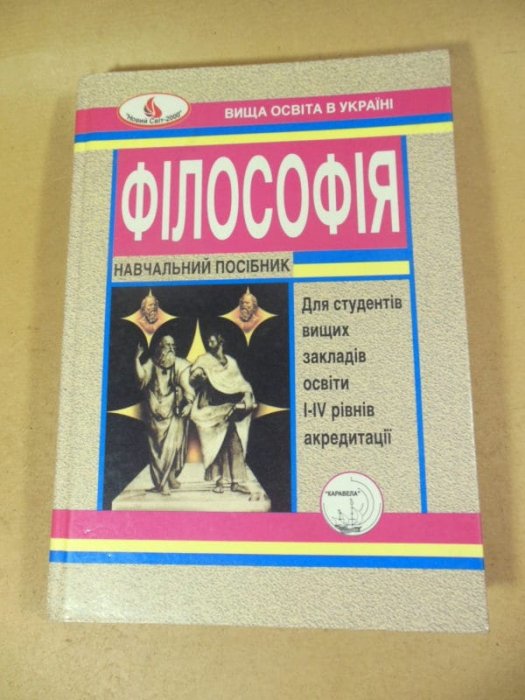 "Новий Світ-2000"
ВИЩА ОСВІТА В УКРАЇНІ
ФІЛОСОФІЯ
НАВЧАЛЬНИЙ ПОСІБНИК
Для студентів
вищих
закладів
освіти
І-IV рівнів
акредитації
"КАРАВЕЛА"